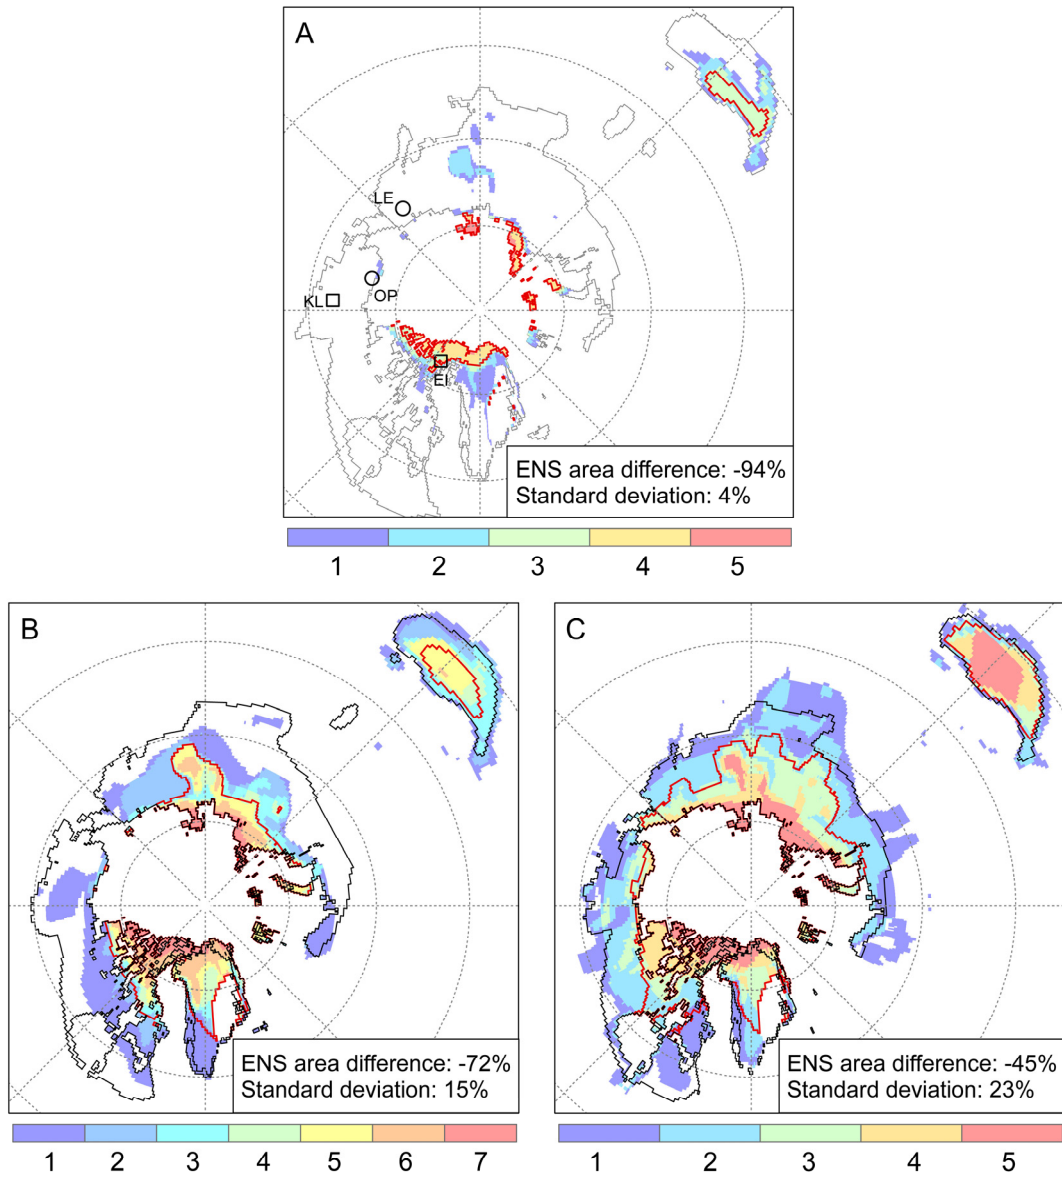 A
LE
OP
KL
EI
ENS area difference: -94%
Standard deviation: 4%
1 2 3 4 5
B
ENS area difference: -72%
Standard deviation: 15%
1 2 3 4 5 6 7
C
ENS area difference: -45%
Standard deviation: 23%
1 2 3 4 5